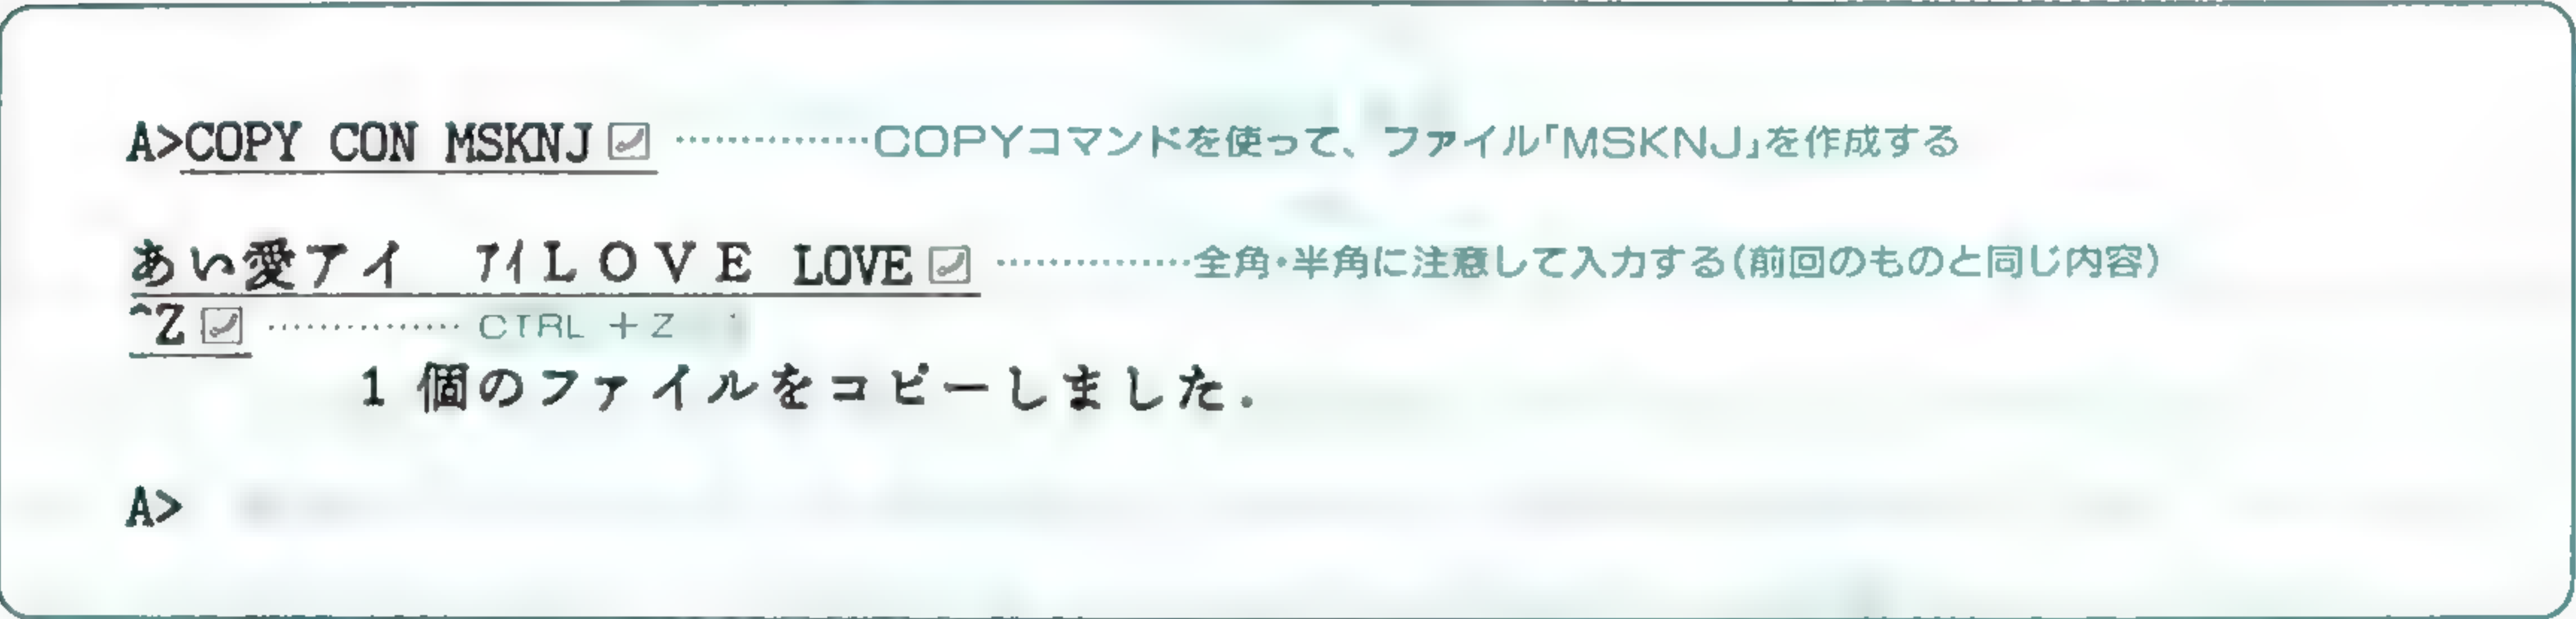 A>COPY CON MSKNJ↵ ……………COPYコマンドを使って、ファイル「MSKNJ」を作成する
あい愛アイ　ｱｲＬＯＶＥ LOVE↵ ……………全角・半角に注意して入力する(前回のものと同じ内容)
^Z↵ ……………CTRL +Z
1 個のファイルをコピーしました.
A>